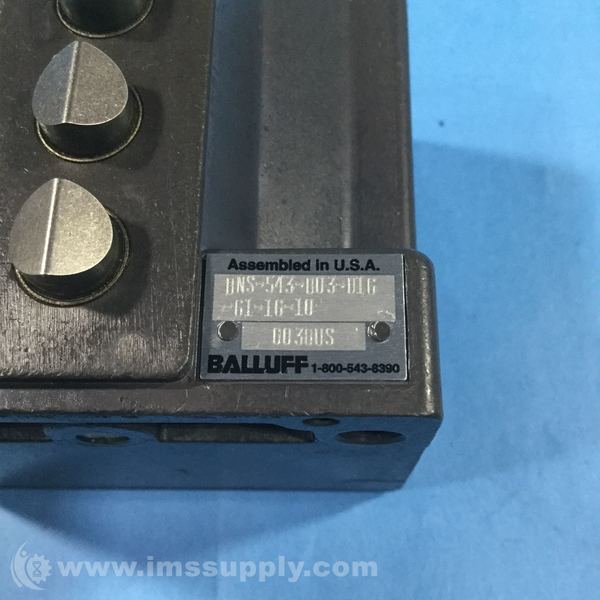 Assembled in U.S.A.
BNS-543-B03-D16
-61-16-10
G038US
BALLUFF 1-800-543-8390
www.imssupply.com